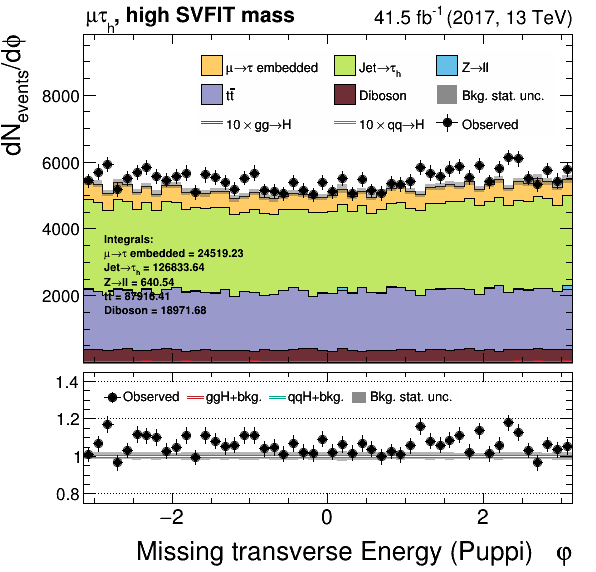 μτh, high SVFIT mass 41.5 fb⁻¹ (2017, 13 TeV)
dNevents/dϕ
μ→τ embedded Jet→τh Z→ll
tt̄ Diboson Bkg. stat. unc.
10 × gg→H 10 × qq→H Observed
8000
6000
4000
2000
Integrals:
μ→τ embedded = 24519.23
Jet→τh = 126833.64
Z→ll = 640.54
tt̄ = 87916.41
Diboson = 18971.68
1.4
Observed ggH+bkg. qqH+bkg. Bkg. stat. unc.
1.2
1
0.8
−2 0 2
Missing transverse Energy (Puppi) φ